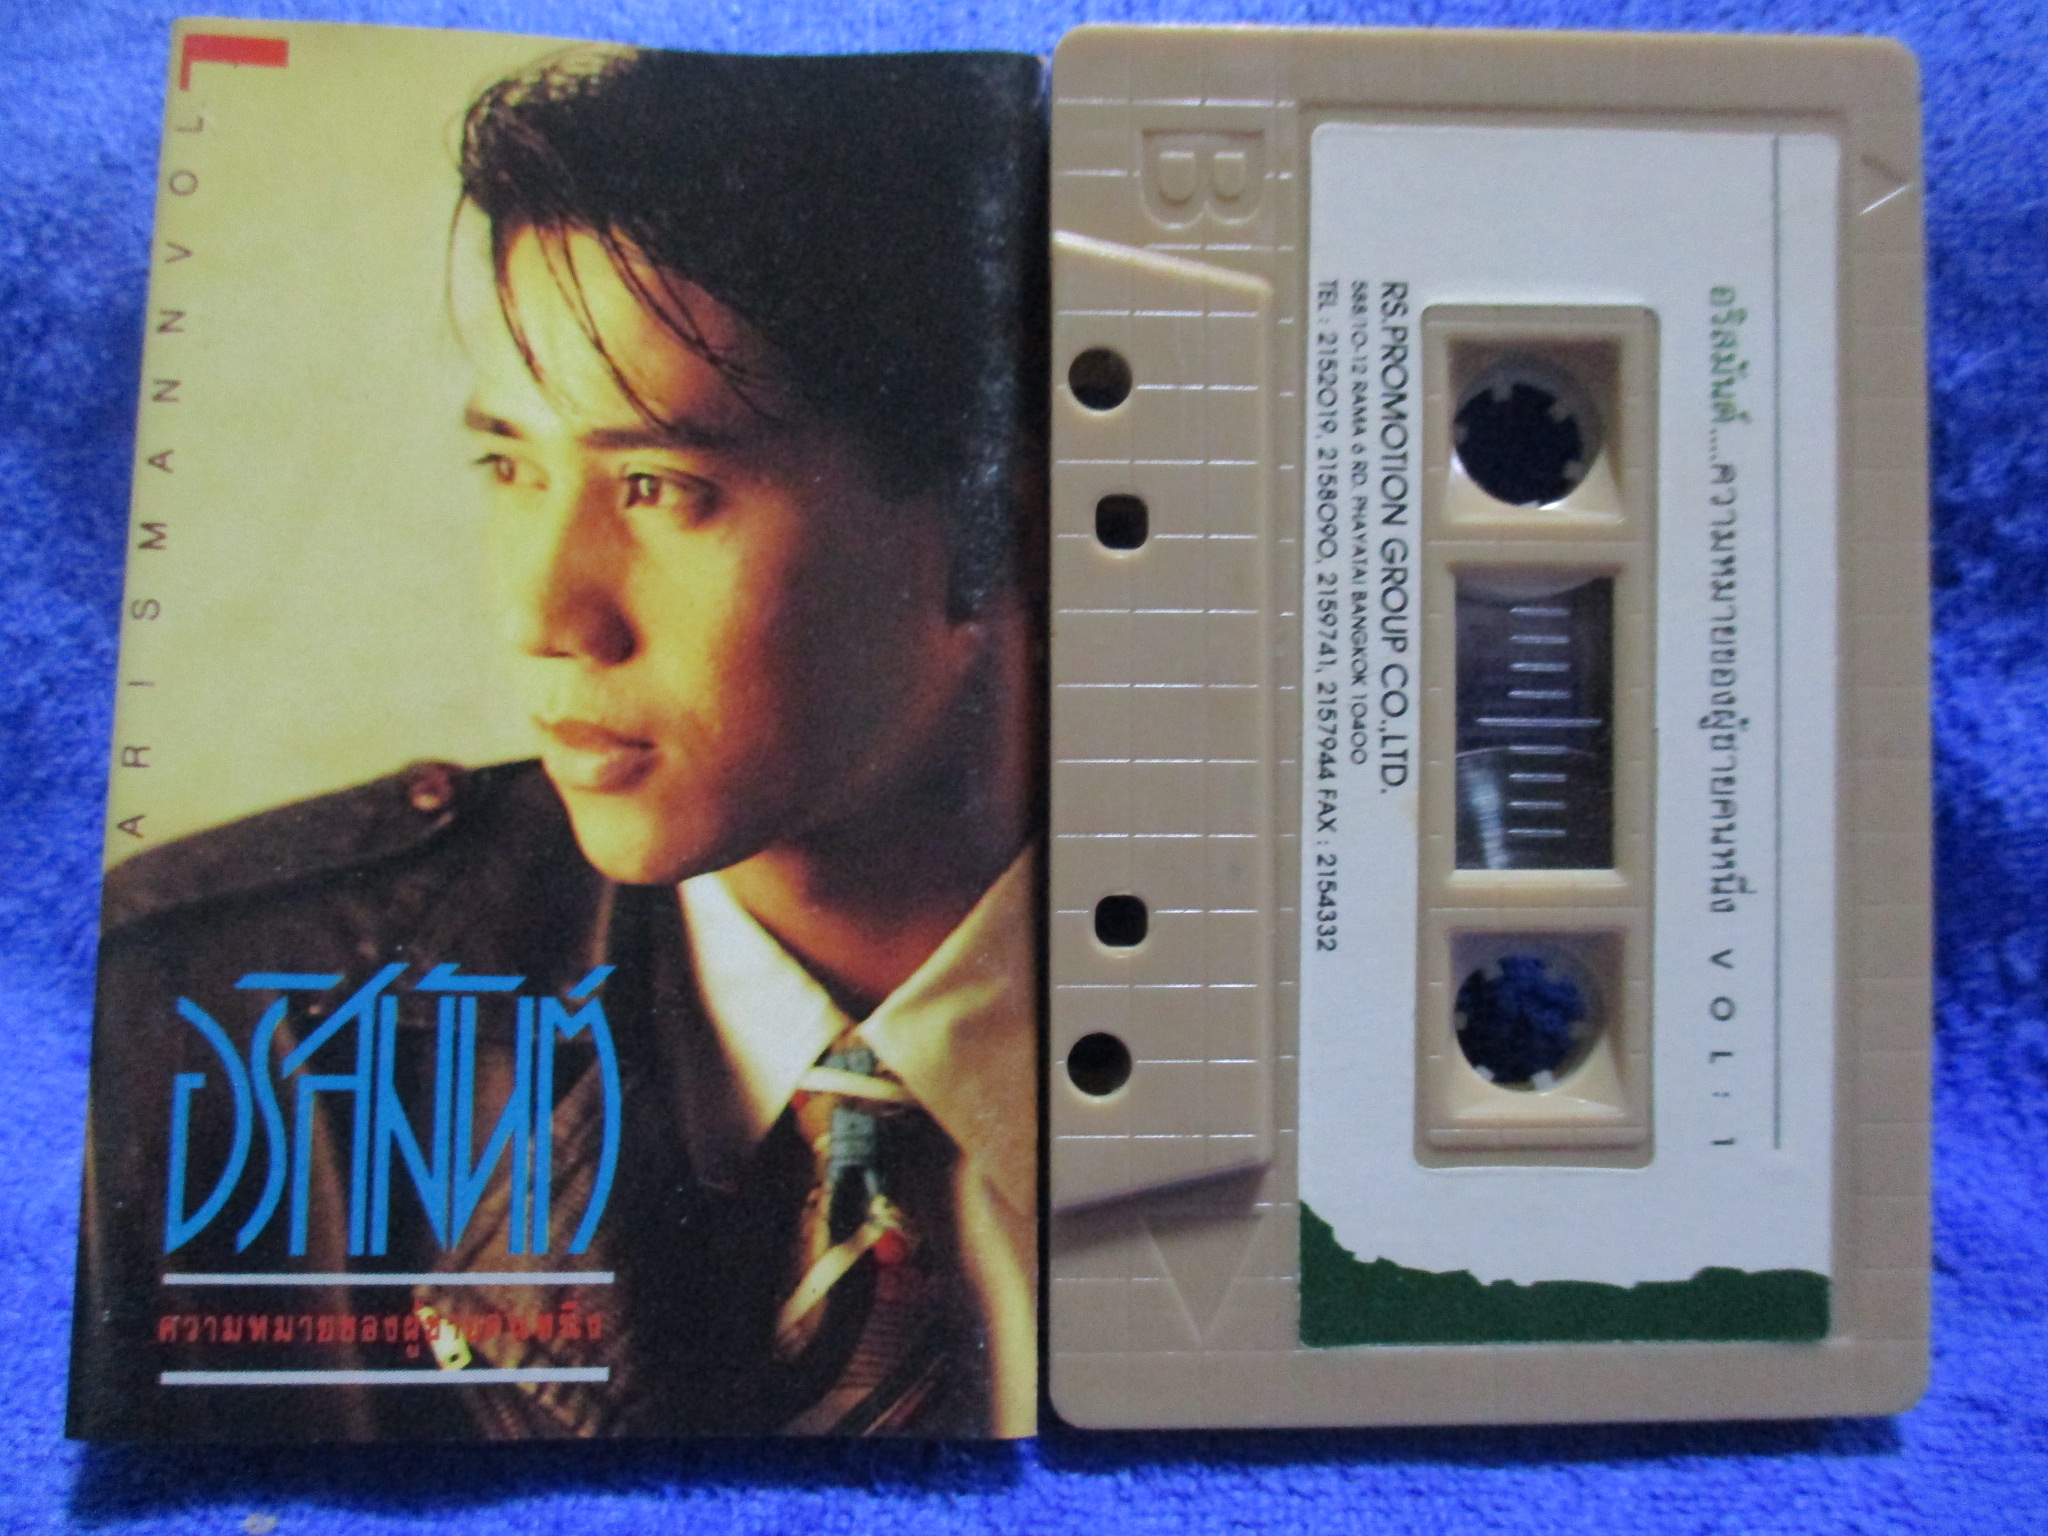 ARISMANN VOL 1
อริสมันต์
ความหมายของผู้ชายคนหนึ่ง
B
อริสมันต์.....ความหมายของผู้ชายคนหนึ่ง VOL : 1
RS.PROMOTION GROUP CO.,LTD.
588.10-12 RAMA 6 RD. PHAYATAI BANGKOK 10400
TEL : 2152019, 2158090, 2159741, 2157944 FAX : 2154332